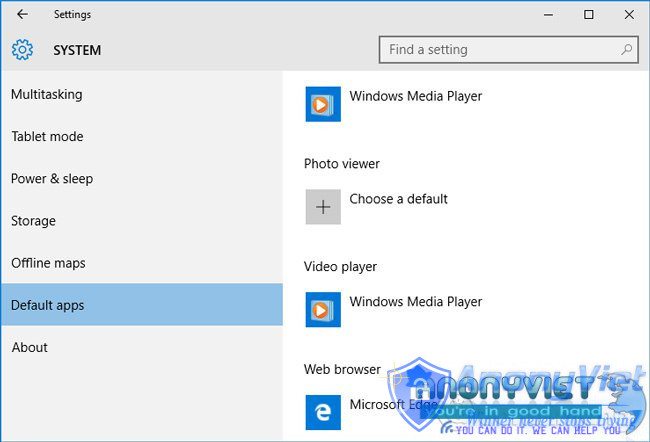 Settings
SYSTEM
Find a setting
Multitasking
Tablet mode
Power & sleep
Storage
Offline maps
Default apps
About
Windows Media Player
Photo viewer
Choose a default
Video player
Windows Media Player
Web browser
Microsoft Edge
AnonyViet
ANONYVIET
you're in good hand
Winner never stops trying
YOU CAN DO IT. WE CAN HELP YOU